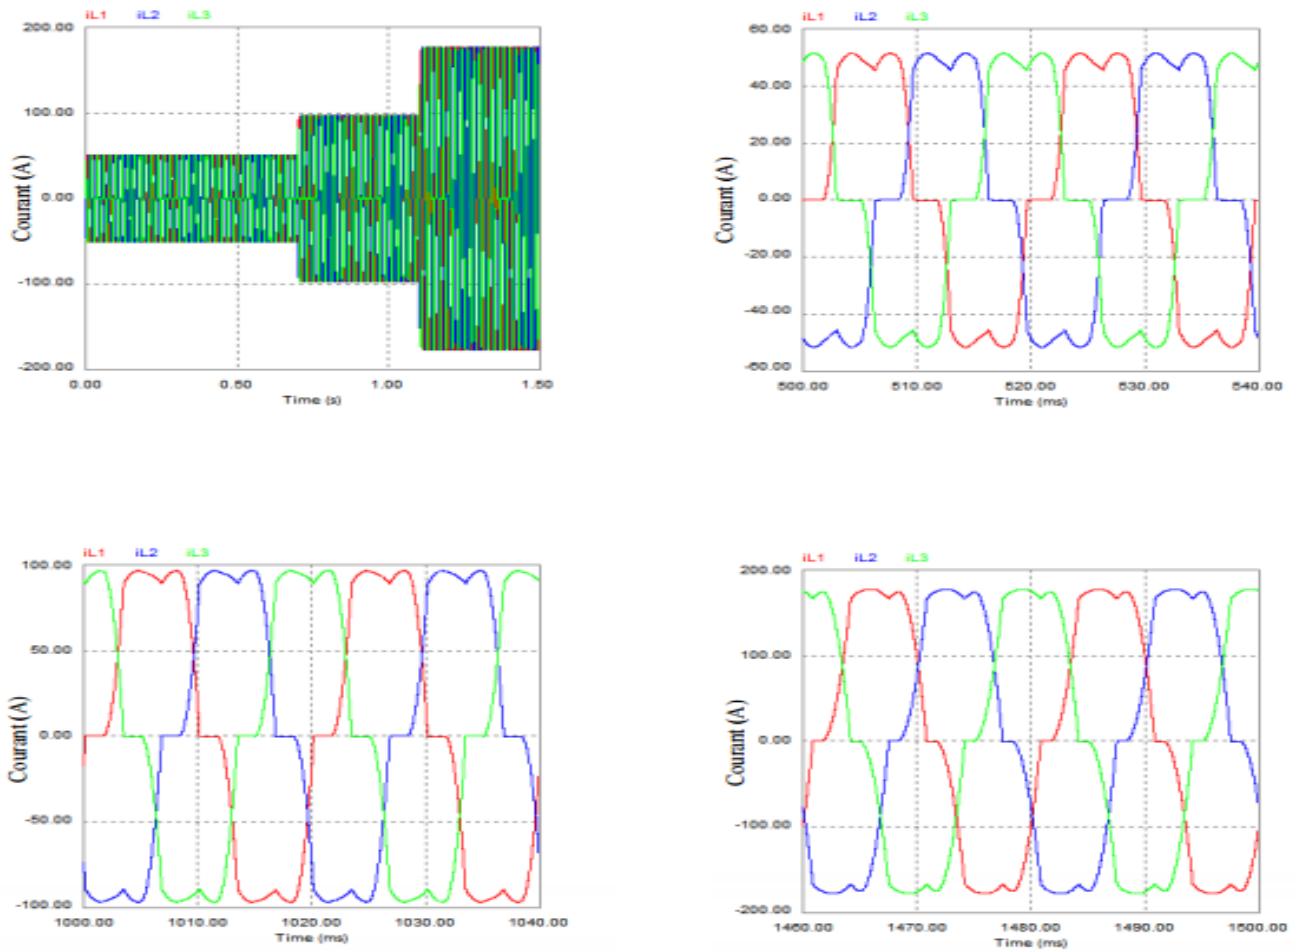 iL1 iL2 iL3
200.00
100.00
0.00
-100.00
-200.00
Courant (A)
0.00 0.50 1.00 1.50
Time (s)
iL1 iL2 iL3
60.00
40.00
20.00
0.00
-20.00
-40.00
-60.00
Courant (A)
500.00 510.00 520.00 530.00 540.00
Time (ms)
iL1 iL2 iL3
100.00
50.00
0.00
-50.00
-100.00
Courant (A)
1000.00 1010.00 1020.00 1030.00 1040.00
Time (ms)
iL1 iL2 iL3
200.00
100.00
0.00
-100.00
-200.00
Courant (A)
1460.00 1470.00 1480.00 1490.00 1500.00
Time (ms)